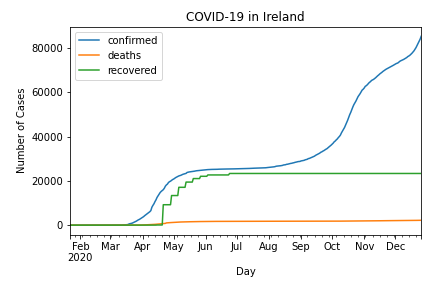 COVID-19 in Ireland
confirmed
deaths
recovered
Number of Cases
80000
60000
40000
20000
0
Feb Mar Apr May Jun Jul Aug Sep Oct Nov Dec
2020
Day